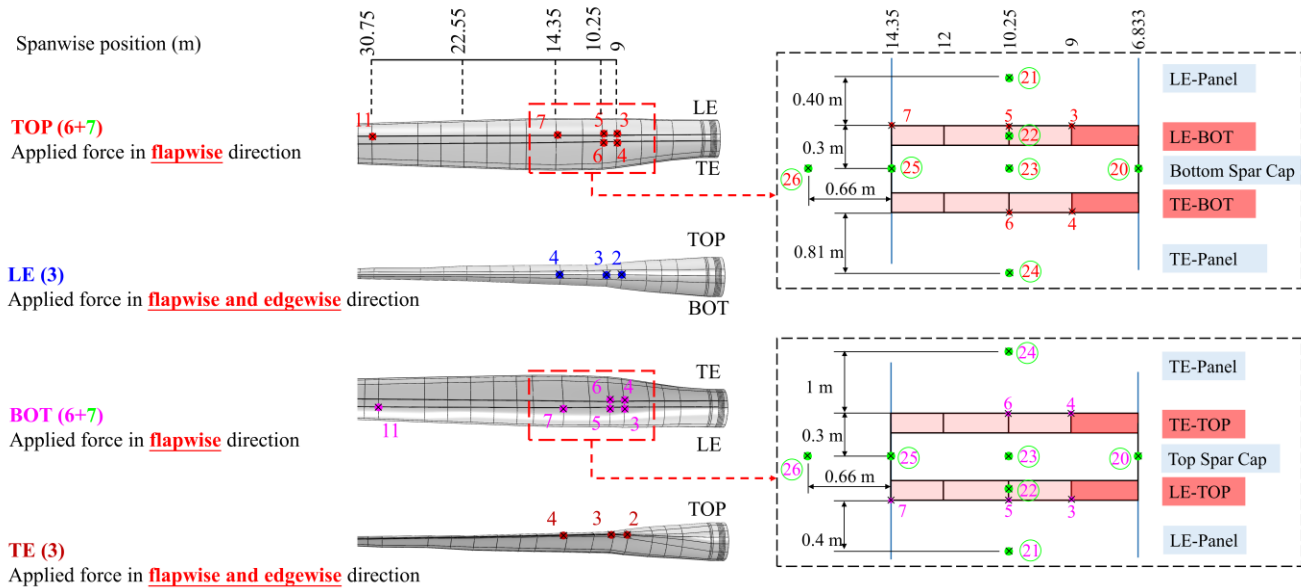 Spanwise position (m)
30.75
22.55
14.35
10.25
9
TOP (6+7)
Applied force in flapwise direction
11
7
5
3
6
4
LE
TE
LE (3)
Applied force in flapwise and edgewise direction
4
3
2
TOP
BOT
BOT (6+7)
Applied force in flapwise direction
11
7
6
4
5
3
TE
LE
TE (3)
Applied force in flapwise and edgewise direction
4
3
2
TOP
14.35
12
10.25
9
6.833
0.40 m
0.3 m
0.66 m
0.81 m
21
7
5
3
22
26
25
23
20
6
4
24
LE-Panel
LE-BOT
Bottom Spar Cap
TE-BOT
TE-Panel
1 m
0.3 m
0.66 m
0.4 m
24
6
4
26
25
23
20
22
7
5
3
21
TE-Panel
TE-TOP
Top Spar Cap
LE-TOP
LE-Panel